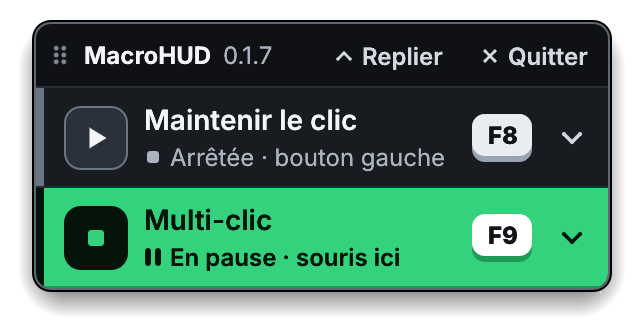 MacroHUD 0.1.7 Replier Quitter
Maintenir le clic
Arrêtée · bouton gauche
F8
Multi-clic
En pause · souris ici
F9